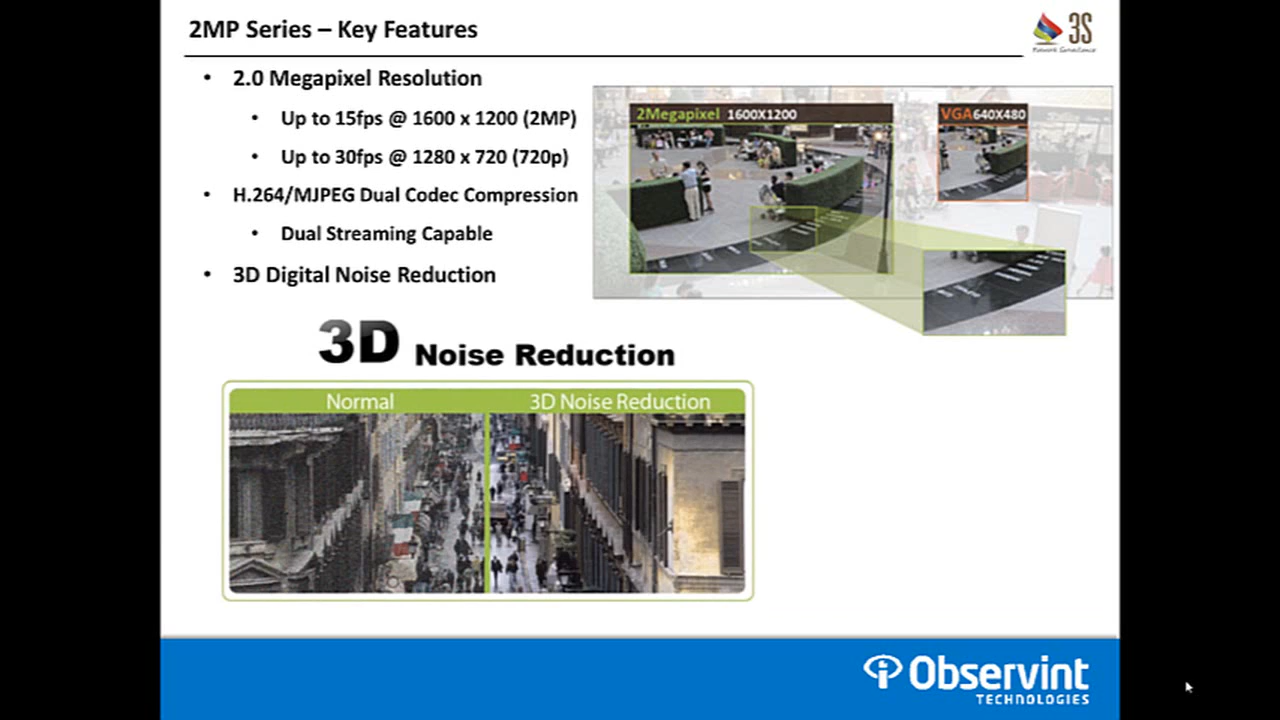 2MP Series – Key Features
3S
• 2.0 Megapixel Resolution
• Up to 15fps @ 1600 x 1200 (2MP)
• Up to 30fps @ 1280 x 720 (720p)
• H.264/MJPEG Dual Codec Compression
• Dual Streaming Capable
• 3D Digital Noise Reduction
2Megapixel 1600X1200
VGA 640X480
3D Noise Reduction
Normal
3D Noise Reduction
Observint
TECHNOLOGIES